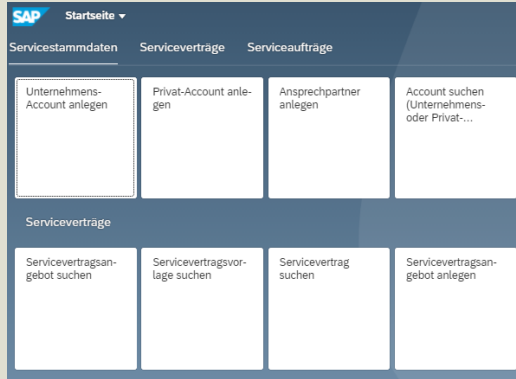 SAP Startseite
Servicestammdaten Serviceverträge Serviceaufträge
Unternehmens-
Account anlegen
Privat-Account anle-
gen
Ansprechpartner
anlegen
Account suchen
(Unternehmens-
oder Privat-...
Serviceverträge
Servicevertragsan-
gebot suchen
Servicevertragsvor-
lage suchen
Servicevertrag
suchen
Servicevertragsan-
gebot anlegen